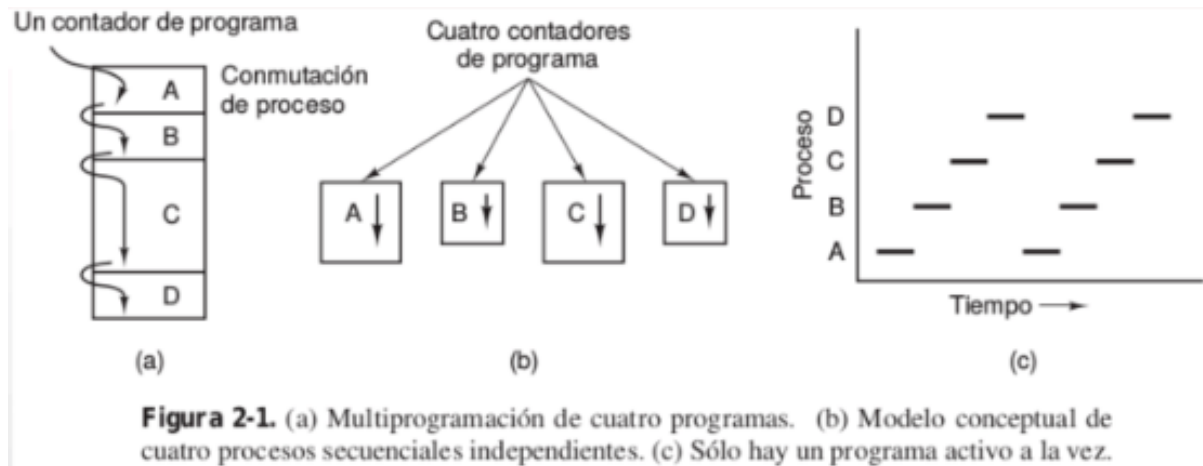 Un contador de programa
Conmutación
de proceso
A
B
C
D
(a)
Cuatro contadores
de programa
A
B
C
D
(b)
Proceso
D
C
B
A
Tiempo
(c)
Figura 2-1. (a) Multiprogramación de cuatro programas. (b) Modelo conceptual de
cuatro procesos secuenciales independientes. (c) Sólo hay un programa activo a la vez.